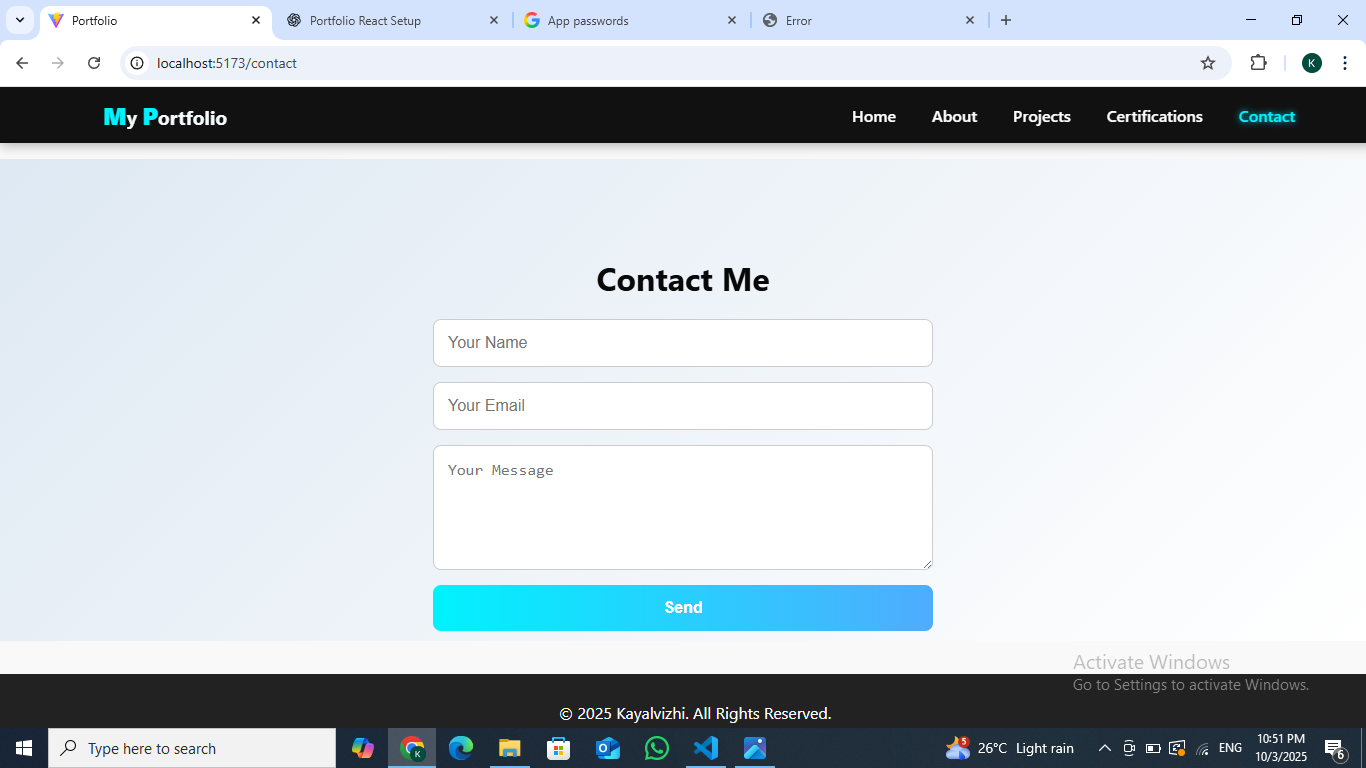 Portfolio
Portfolio React Setup
App passwords
Error
localhost:5173/contact
K
My Portfolio
Home
About
Projects
Certifications
Contact
Contact Me
Your Name
Your Email
Your Message
Send
Activate Windows
Go to Settings to activate Windows.
© 2025 Kayalvizhi. All Rights Reserved.
Type here to search
K
5
26°C Light rain
ENG
10:51 PM
10/3/2025
6